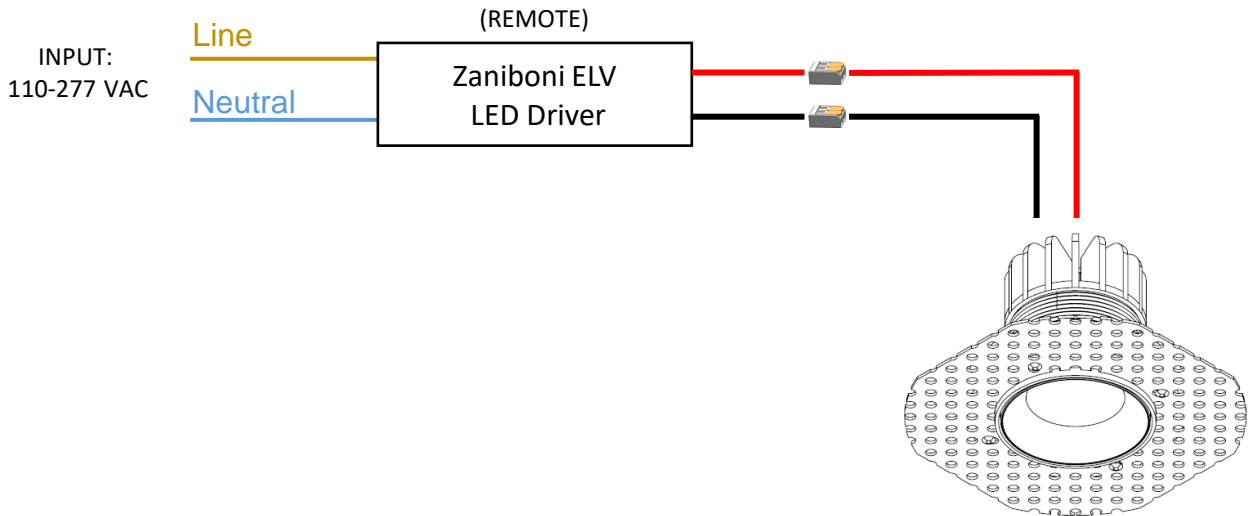 (REMOTE)
Line
INPUT:
110-277 VAC
Neutral
Zaniboni ELV
LED Driver